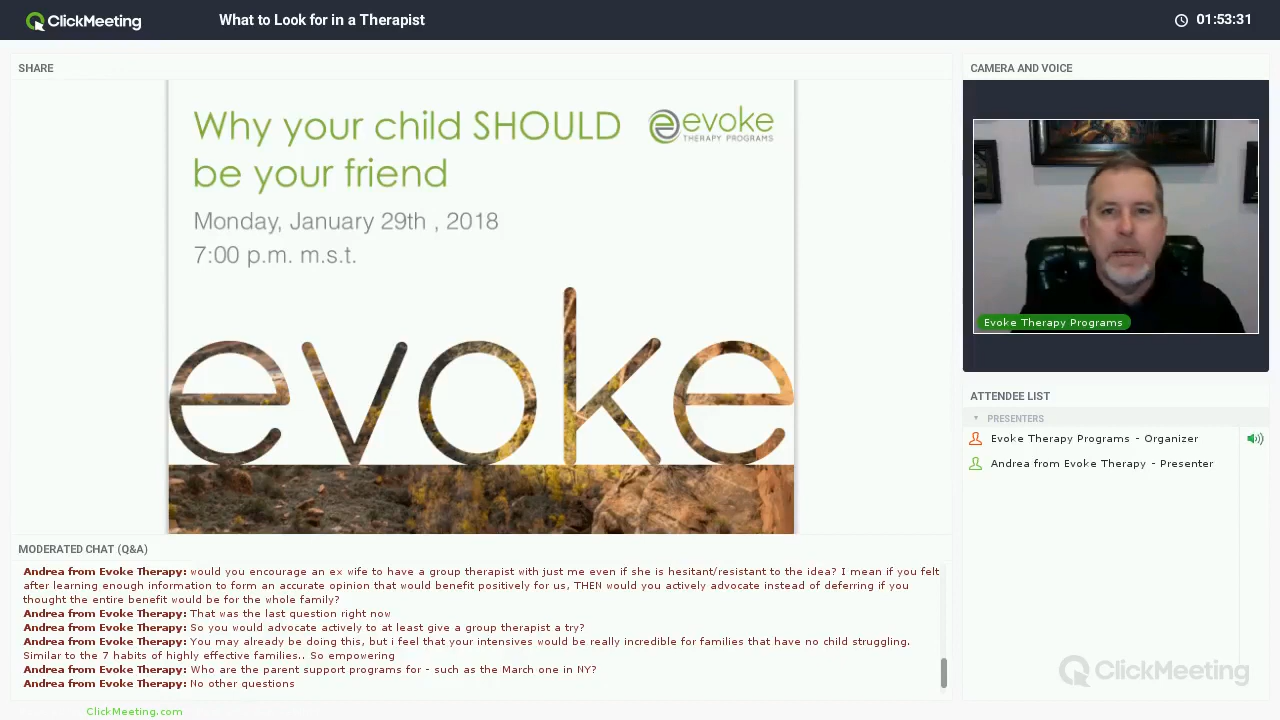 ClickMeeting
What to Look for in a Therapist
01:53:31
SHARE
Why your child SHOULD
be your friend
evoke
THERAPY PROGRAMS
Monday, January 29th , 2018
7:00 p.m. m.s.t.
evoke
CAMERA AND VOICE
Evoke Therapy Programs
ATTENDEE LIST
PRESENTERS
Evoke Therapy Programs - Organizer
Andrea from Evoke Therapy - Presenter
MODERATED CHAT (Q&A)
Andrea from Evoke Therapy: would you encourage an ex wife to have a group therapist with just me even if she is hesitant/resistant to the idea? I mean if you felt
after learning enough information to form an accurate opinion that would benefit positively for us, THEN would you actively advocate instead of deferring if you
thought the entire benefit would be for the whole family?
Andrea from Evoke Therapy: That was the last question right now
Andrea from Evoke Therapy: So you would advocate actively to at least give a group therapist a try?
Andrea from Evoke Therapy: You may already be doing this, but i feel that your intensives would be really incredible for families that have no child struggling.
Similar to the 7 habits of highly effective families.. So empowering
Andrea from Evoke Therapy: Who are the parent support programs for - such as the March one in NY?
Andrea from Evoke Therapy: No other questions
ClickMeeting
ClickMeeting.com